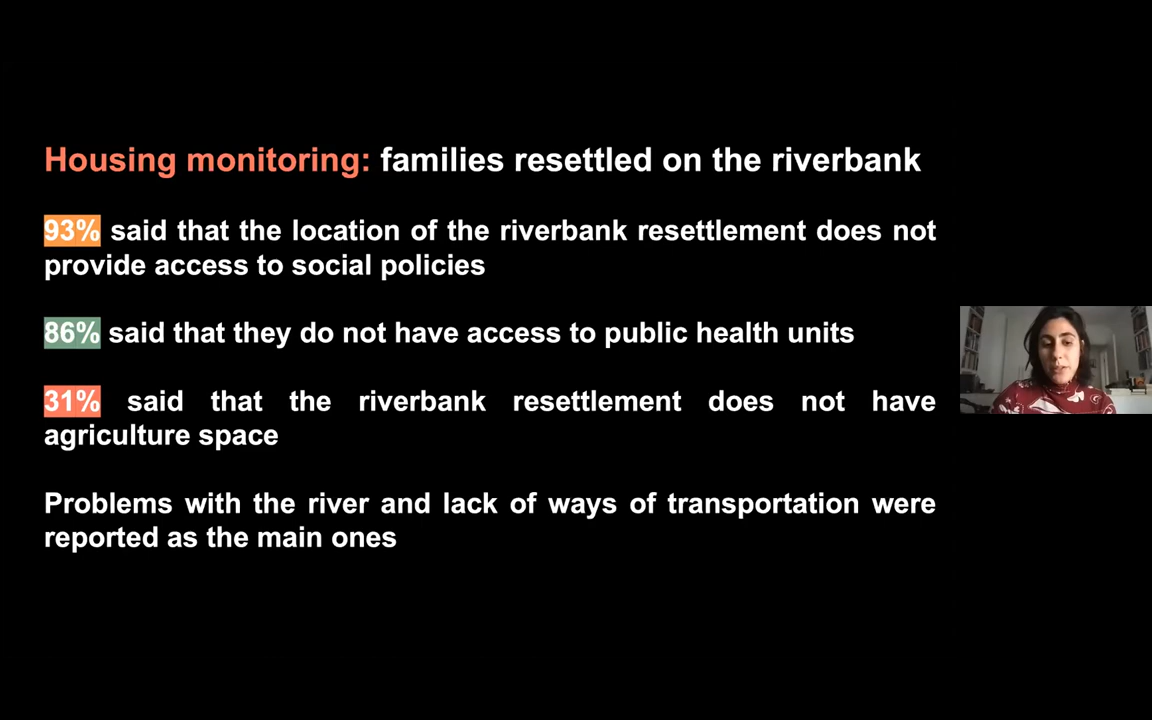 Housing monitoring: families resettled on the riverbank
93% said that the location of the riverbank resettlement does not
provide access to social policies
86% said that they do not have access to public health units
31% said that the riverbank resettlement does not have
agriculture space
Problems with the river and lack of ways of transportation were
reported as the main ones